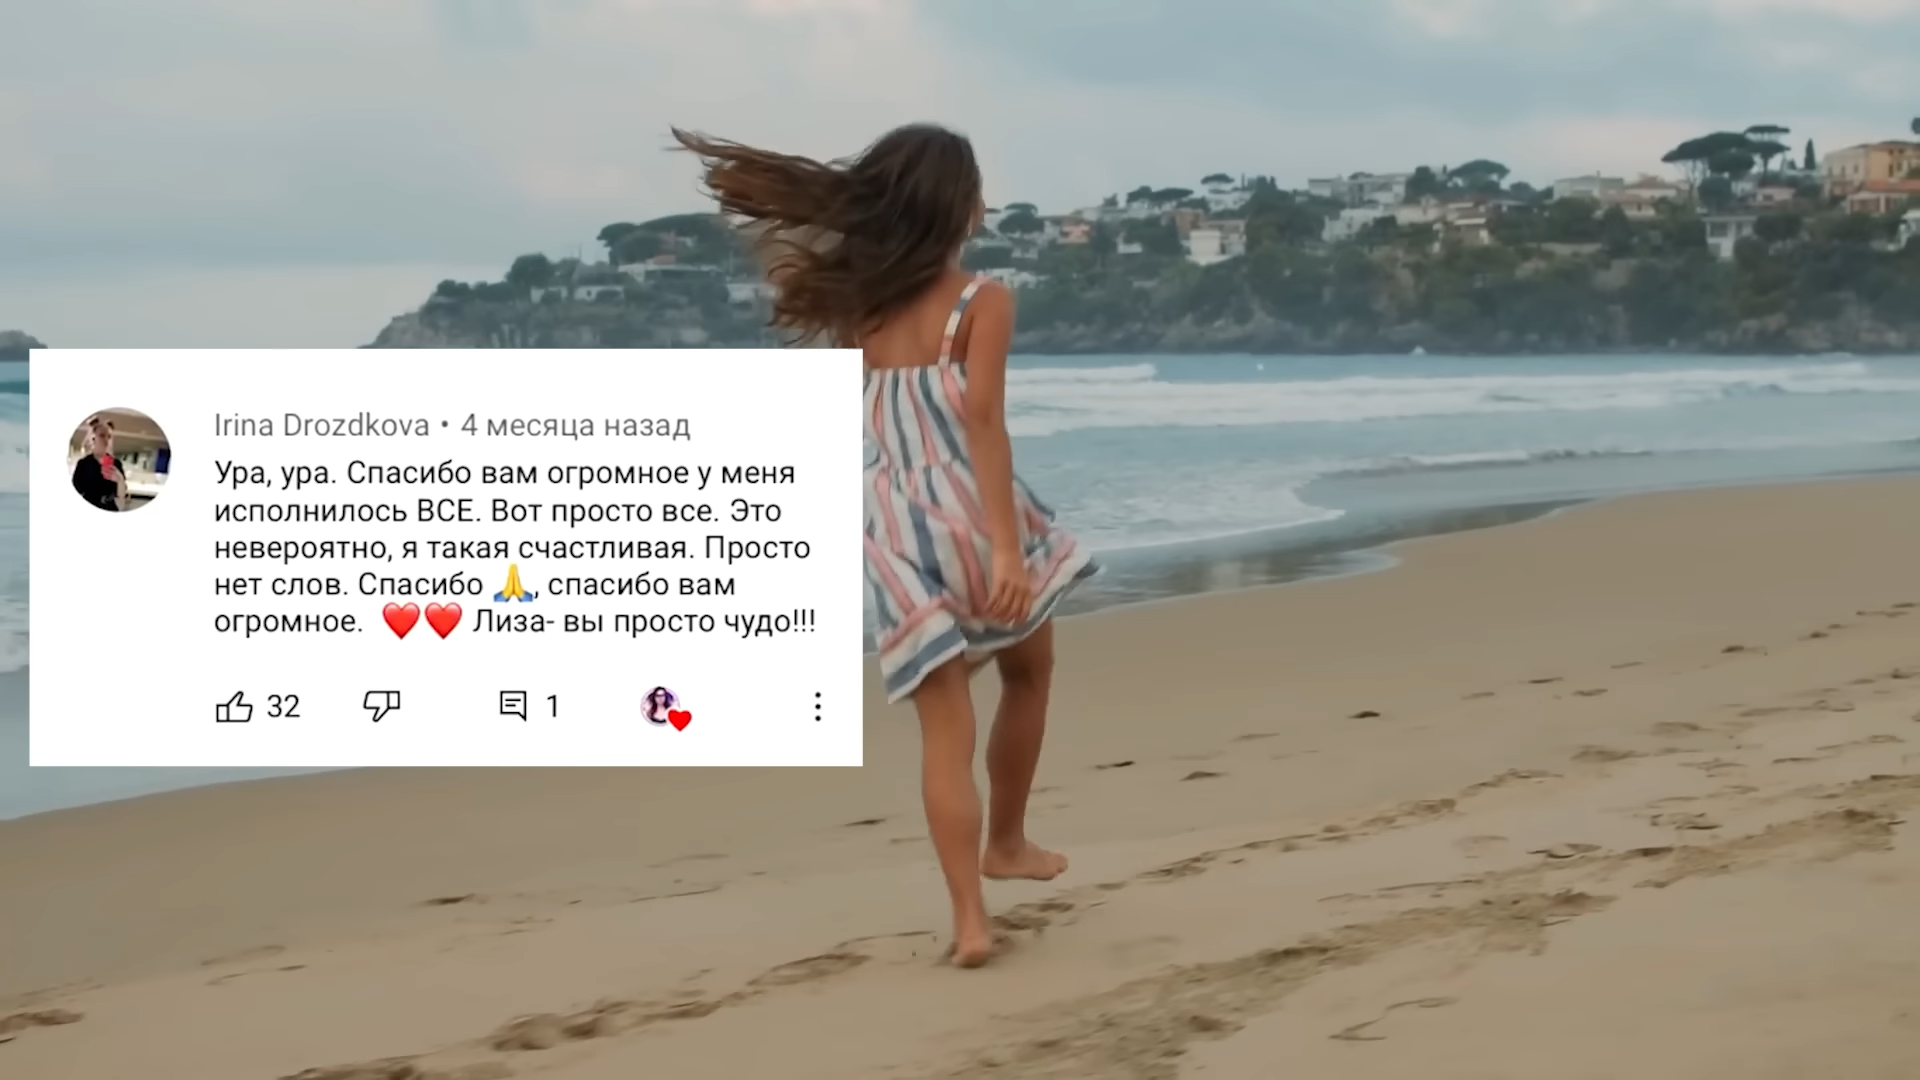 Irina Drozdkova • 4 месяца назад
Ура, ура. Спасибо вам огромное у меня
исполнилось ВСЕ. Вот просто все. Это
невероятно, я такая счастливая. Просто
нет слов. Спасибо 🙏, спасибо вам
огромное. ❤️❤️ Лиза- вы просто чудо!!!
32 1